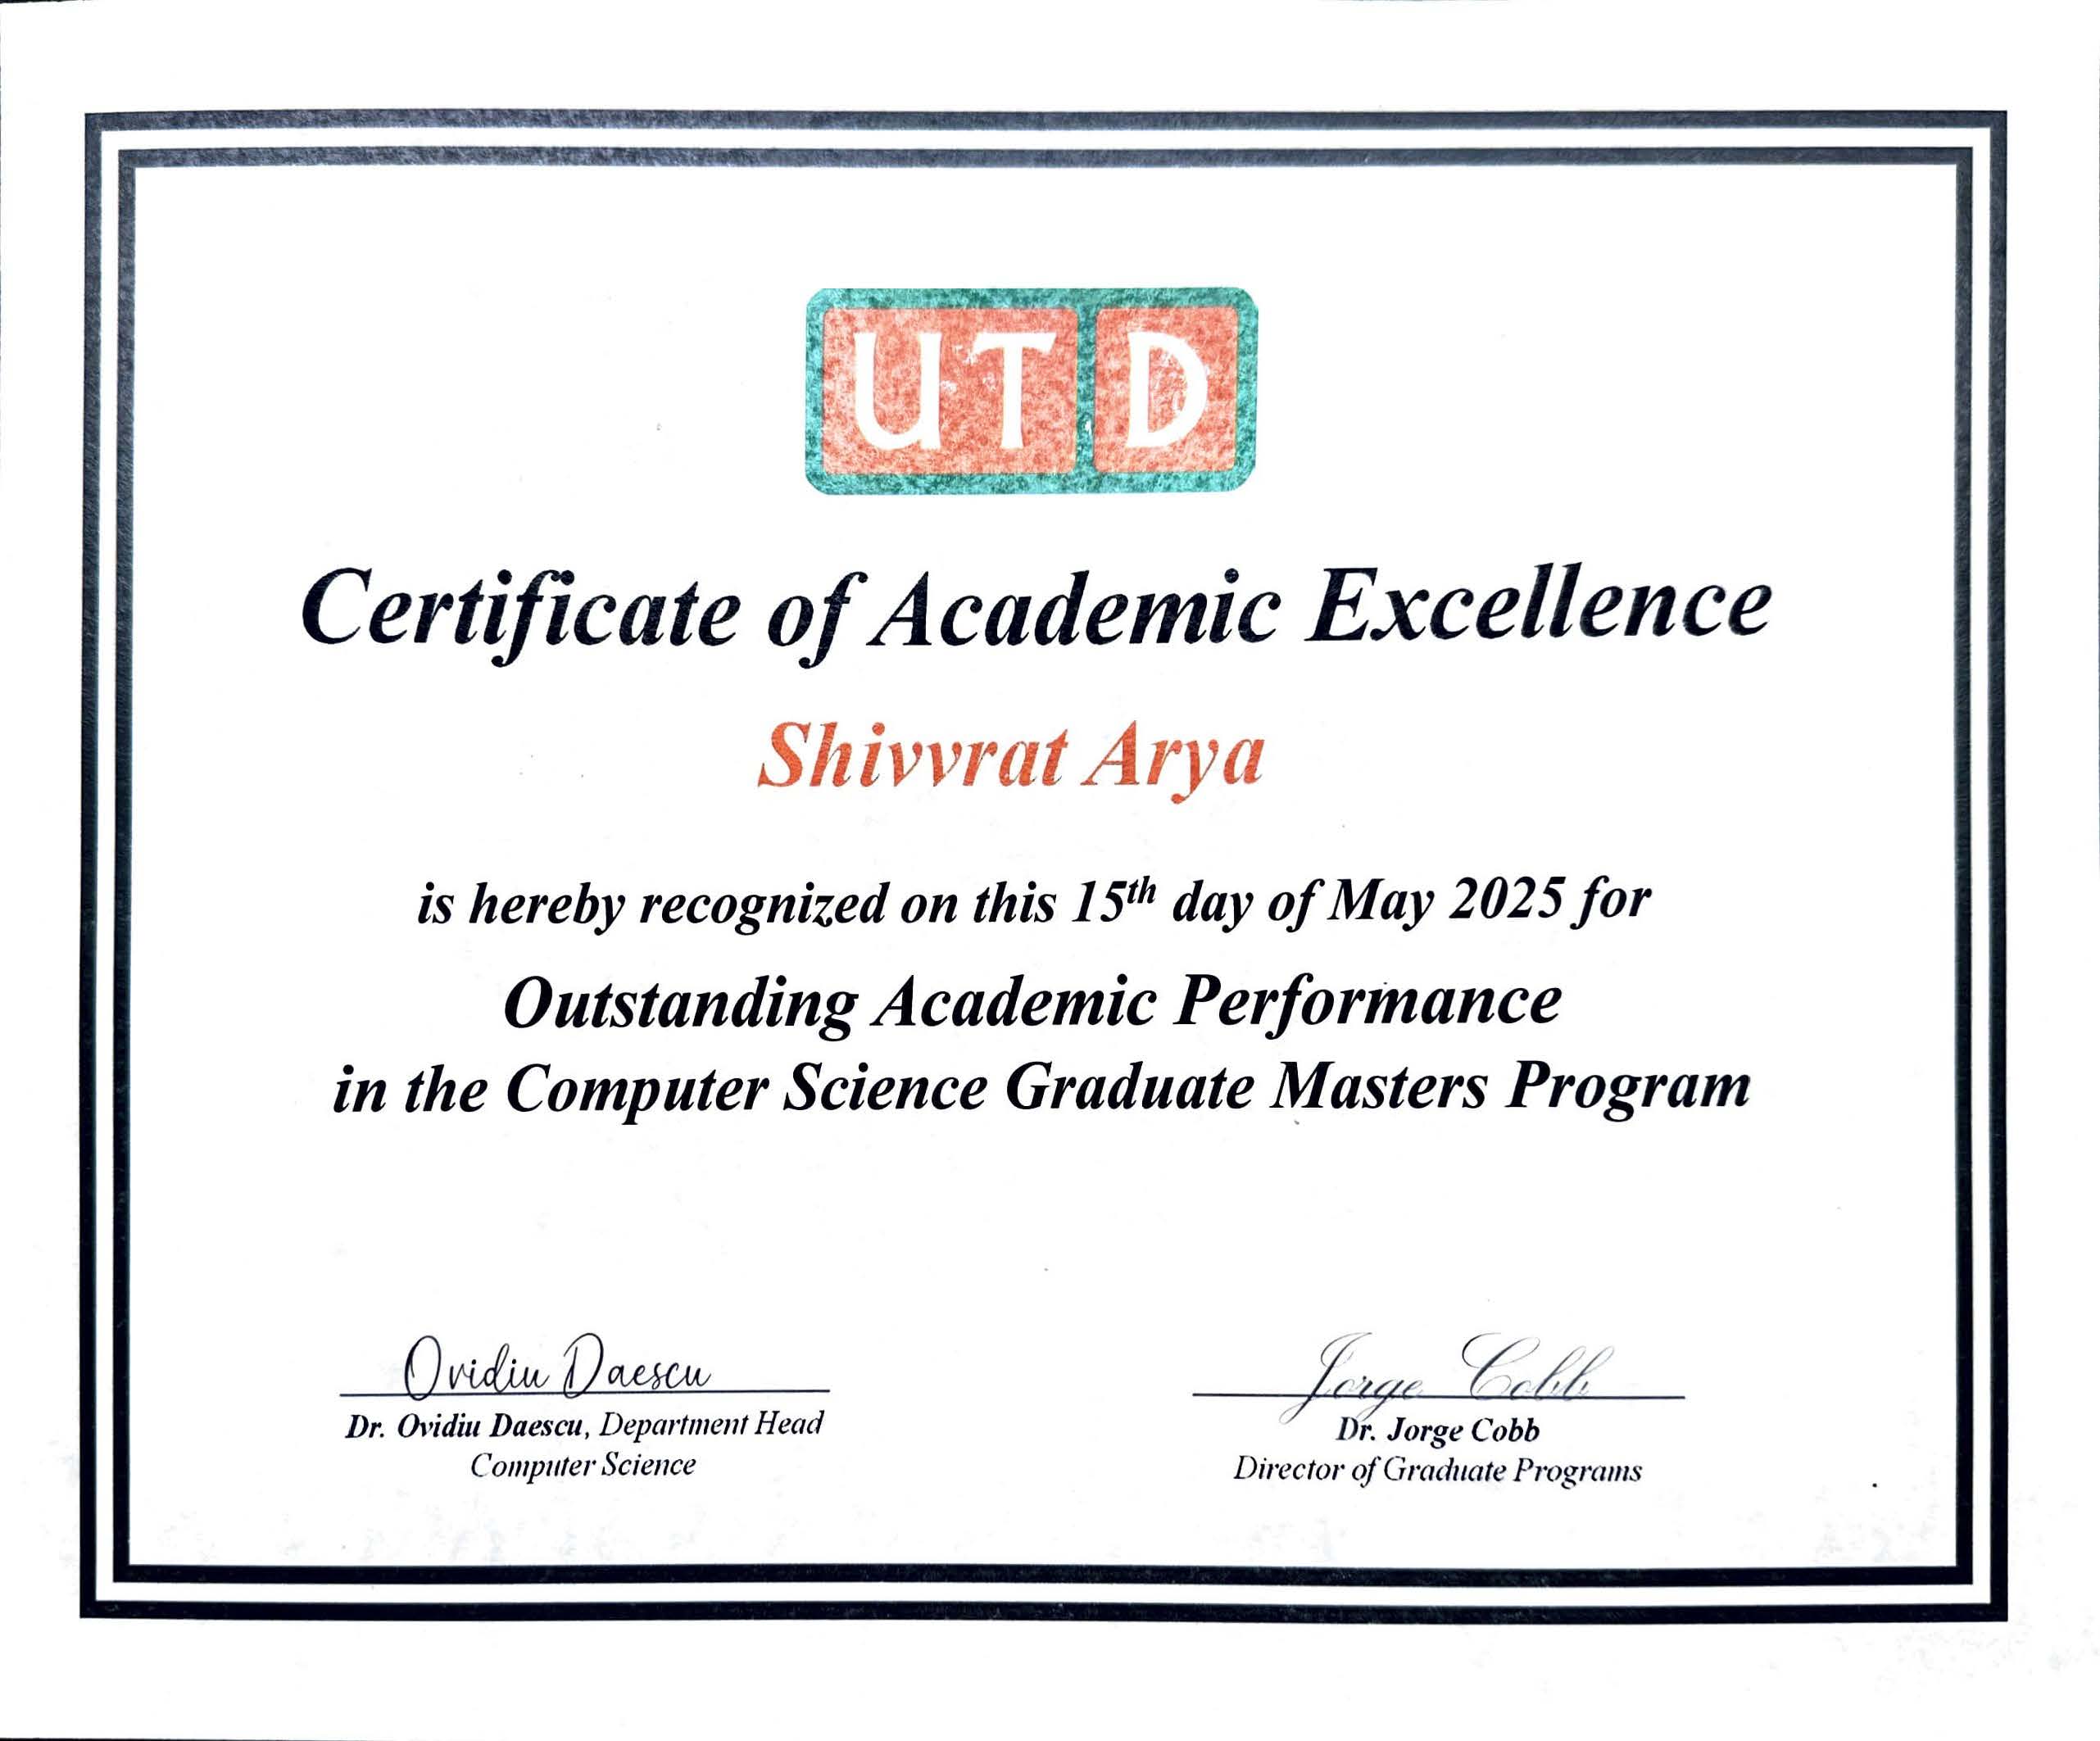 UTD
Certificate of Academic Excellence
Shivvrat Arya
is hereby recognized on this 15th day of May 2025 for
Outstanding Academic Performance
in the Computer Science Graduate Masters Program
Ovidiu Daescu
Dr. Ovidiu Daescu, Department Head
Computer Science
Jorge Cobb
Dr. Jorge Cobb
Director of Graduate Programs